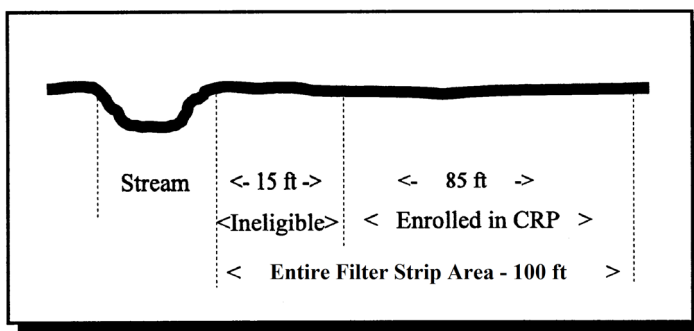 Stream <- 15 ft -> <- 85 ft ->
<Ineligible> < Enrolled in CRP >
< Entire Filter Strip Area - 100 ft >